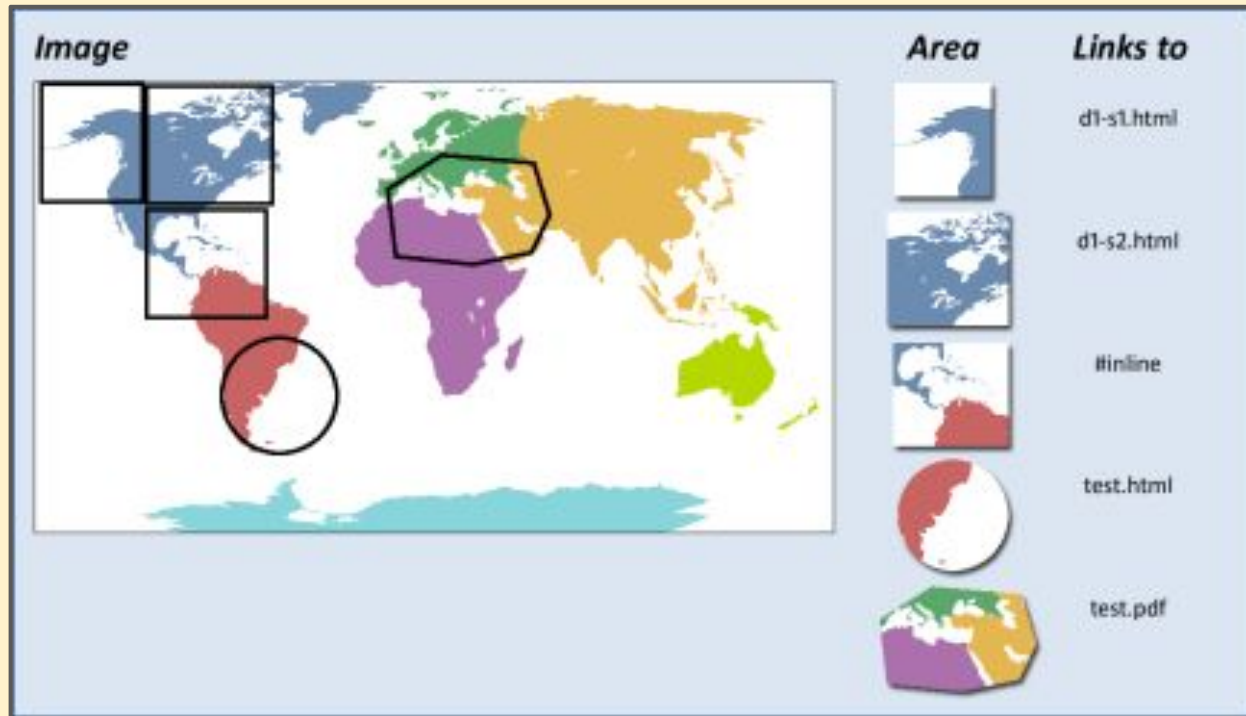 Image
Area Links to
d1-s1.html
d1-s2.html
#inline
test.html
test.pdf